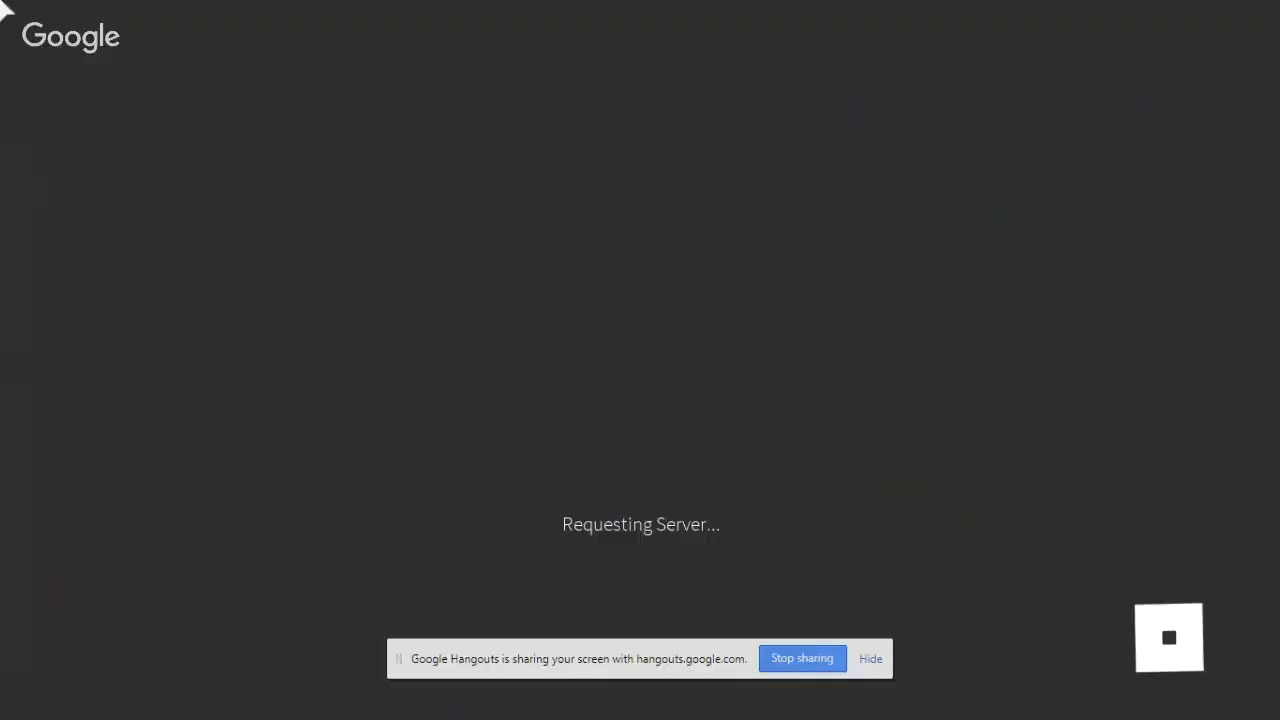 Google
Requesting Server...
Google Hangouts is sharing your screen with hangouts.google.com.
Stop sharing
Hide